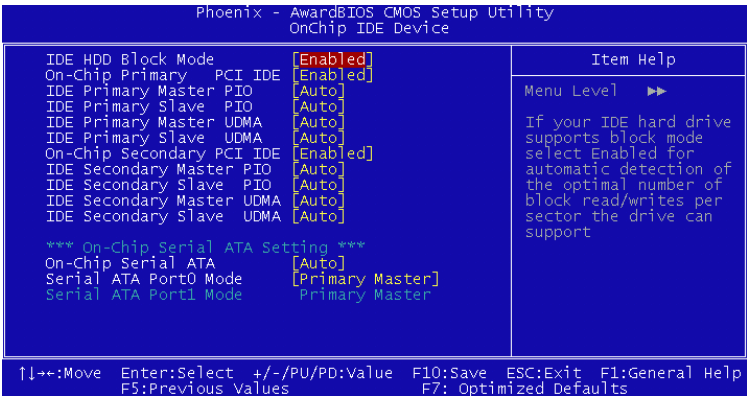 Phoenix - AwardBIOS CMOS Setup Utility
OnChip IDE Device
IDE HDD Block Mode [Enabled]
On-Chip Primary PCI IDE [Enabled]
IDE Primary Master PIO [Auto]
IDE Primary Slave PIO [Auto]
IDE Primary Master UDMA [Auto]
IDE Primary Slave UDMA [Auto]
On-Chip Secondary PCI IDE [Enabled]
IDE Secondary Master PIO [Auto]
IDE Secondary Slave PIO [Auto]
IDE Secondary Master UDMA [Auto]
IDE Secondary Slave UDMA [Auto]
*** On-Chip Serial ATA Setting ***
On-Chip Serial ATA [Auto]
Serial ATA Port0 Mode [Primary Master]
Serial ATA Port1 Mode Primary Master
Item Help
Menu Level ▶▶
If your IDE hard drive
supports block mode
select Enabled for
automatic detection of
the optimal number of
block read/writes per
sector the drive can
support
↑↓→←:Move Enter:Select +/-/PU/PD:Value F10:Save ESC:Exit F1:General Help
F5:Previous Values F7: Optimized Defaults